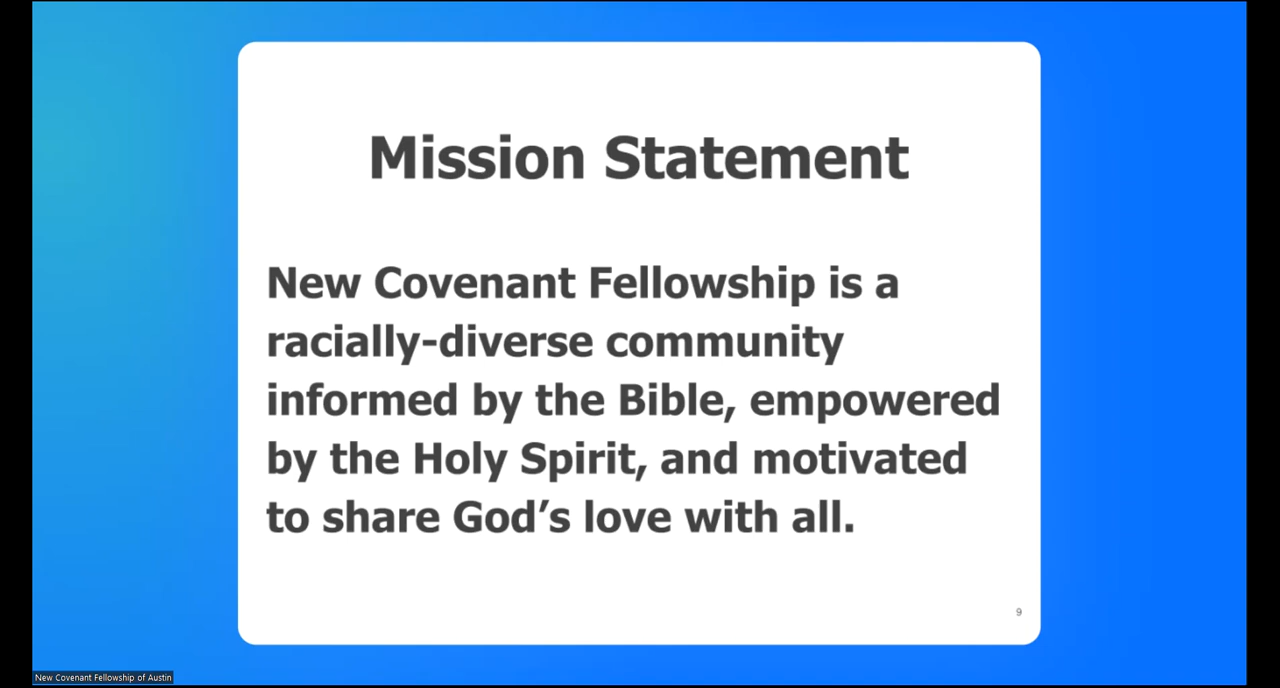 Mission Statement
New Covenant Fellowship is a
racially-diverse community
informed by the Bible, empowered
by the Holy Spirit, and motivated
to share God’s love with all.
9
New Covenant Fellowship of Austin